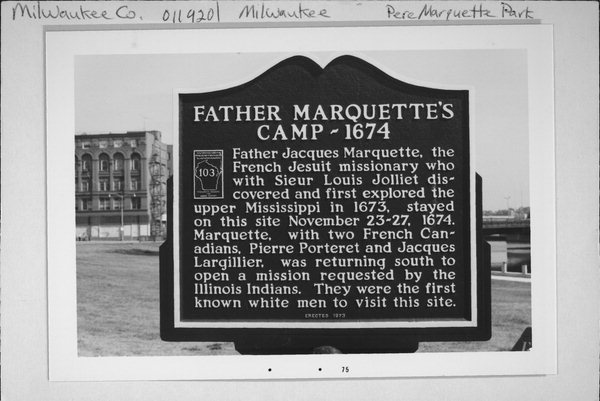 Milwaukee Co. 011920/ Milwaukee Pere Marquette Park
FATHER MARQUETTE'S
CAMP - 1674
103
Father Jacques Marquette, the
French Jesuit missionary who
with Sieur Louis Jolliet dis-
covered and first explored the
upper Mississippi in 1673, stayed
on this site November 23-27, 1674.
Marquette, with two French Can-
adians, Pierre Porteret and Jacques
Largillier, was returning south to
open a mission requested by the
Illinois Indians. They were the first
known white men to visit this site.
ERECTED 1973
75